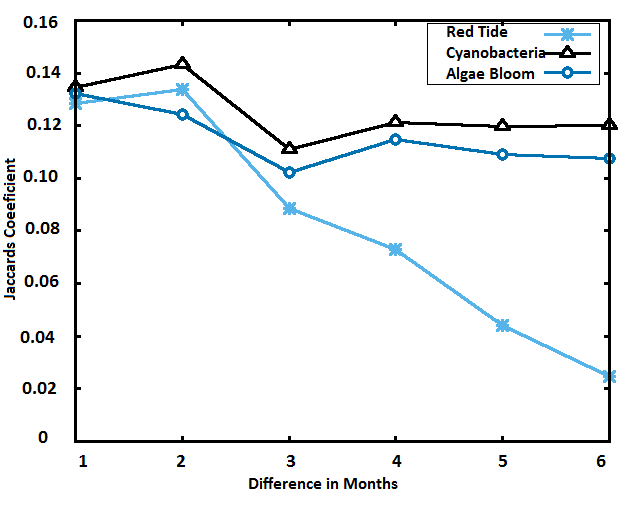 0.16
0.14
0.12
0.10
0.08
0.06
0.04
0.02
0
Jaccards Coeeficient
Red Tide
Cyanobacteria
Algae Bloom
1 2 3 4 5 6
Difference in Months